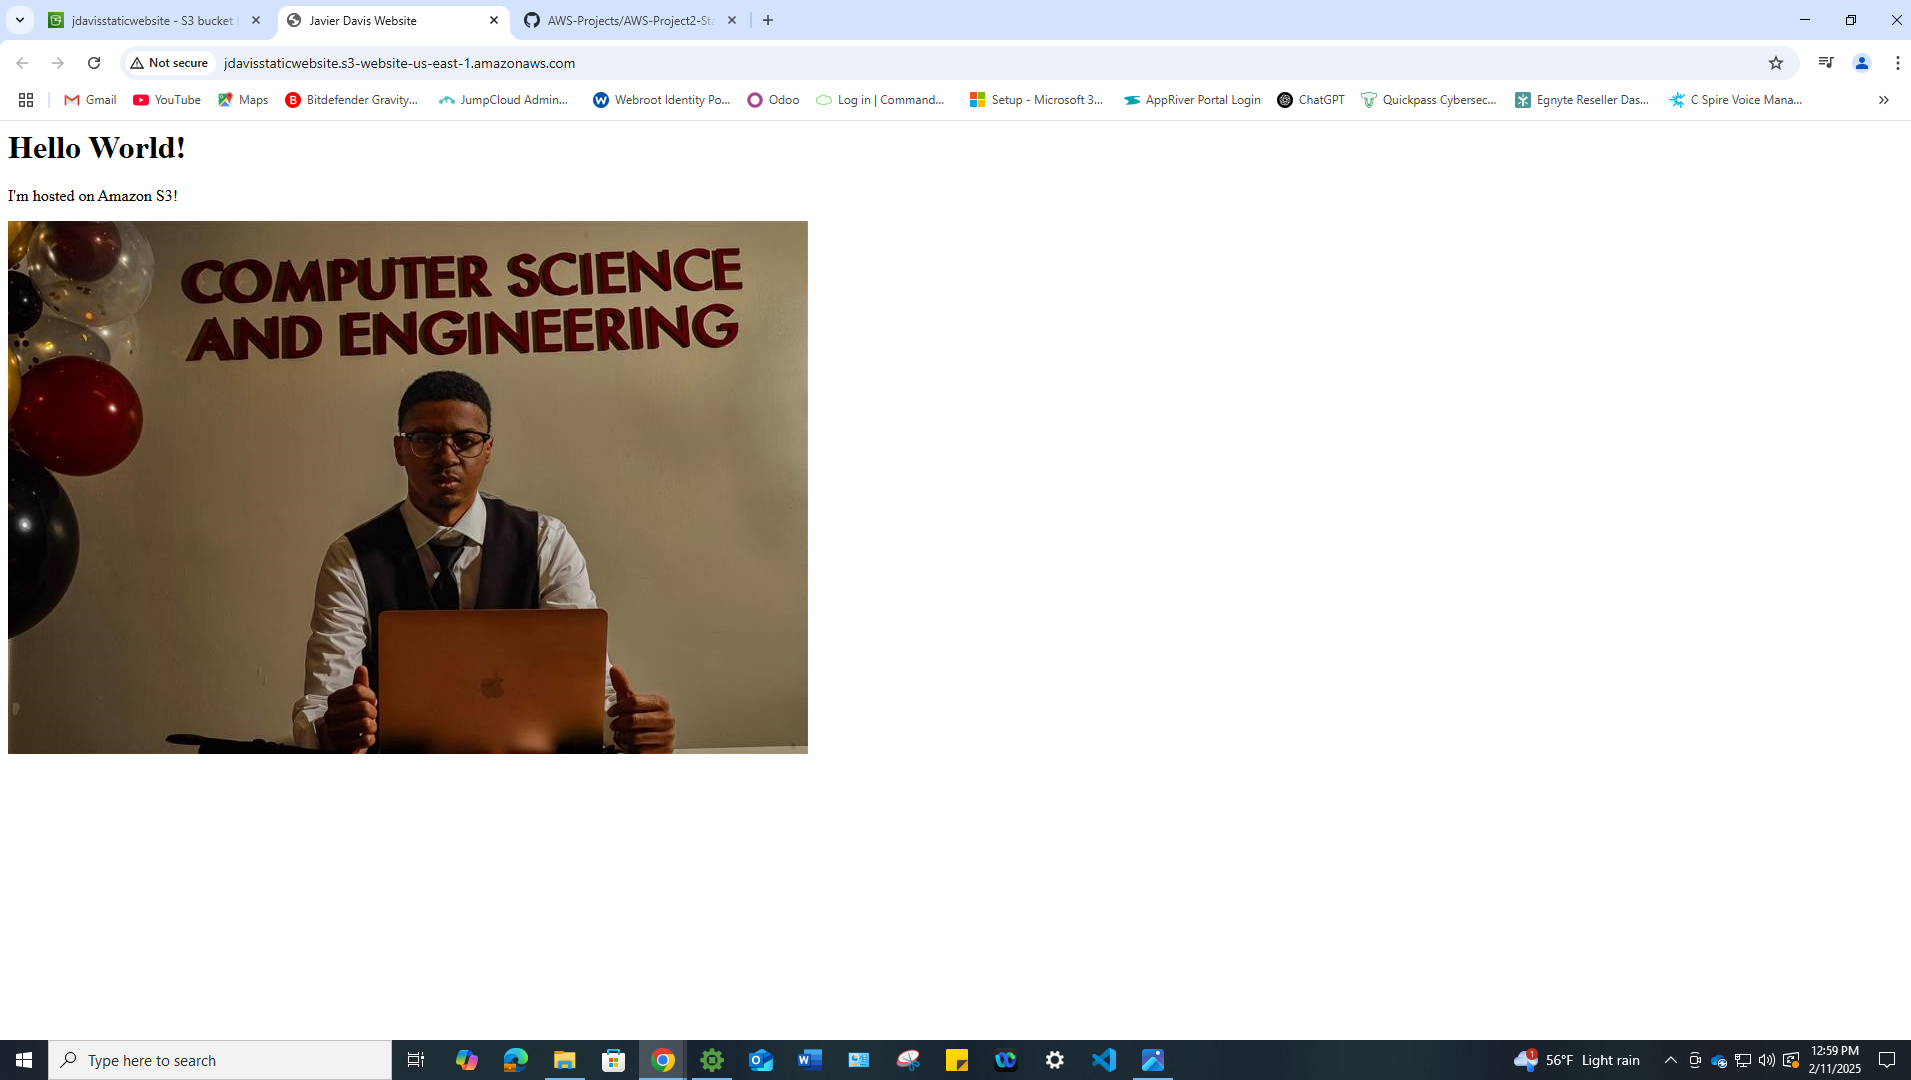 jdavisstaticwebsite - S3 bucket
Javier Davis Website
AWS-Projects/AWS-Project2-Sta
Not secure
jdavisstaticwebsite.s3-website-us-east-1.amazonaws.com
Gmail
YouTube
Maps
Bitdefender Gravity...
JumpCloud Admin...
Webroot Identity Po...
Odoo
Log in | Command...
Setup - Microsoft 3...
AppRiver Portal Login
ChatGPT
Quickpass Cybersec...
Egnyte Reseller Das...
C Spire Voice Mana...
Hello World!
I'm hosted on Amazon S3!
COMPUTER SCIENCE
AND ENGINEERING
Type here to search
1
56°F Light rain
12:59 PM
2/11/2025